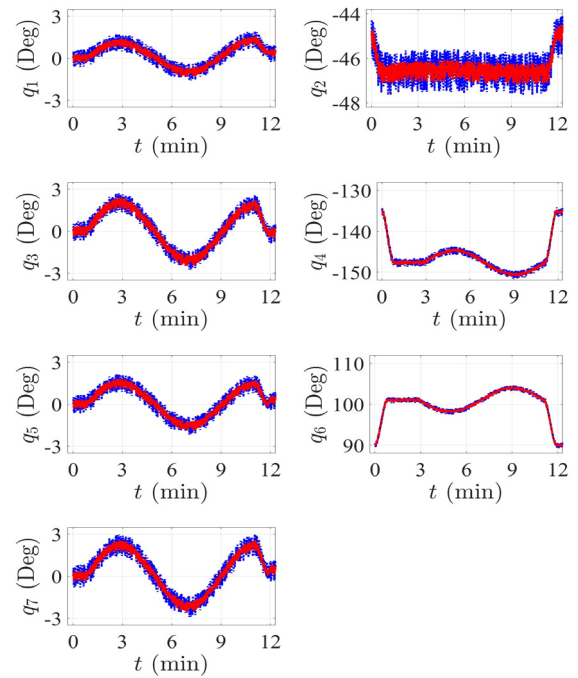 3
0
-3
q1 (Deg)
0 3 6 9 12
t (min)
-44
-46
-48
q2 (Deg)
0 3 6 9 12
t (min)
3
0
-3
q3 (Deg)
0 3 6 9 12
t (min)
-130
-140
-150
q4 (Deg)
0 3 6 9 12
t (min)
3
0
-3
q5 (Deg)
0 3 6 9 12
t (min)
110
100
90
q6 (Deg)
0 3 6 9 12
t (min)
3
0
-3
q7 (Deg)
0 3 6 9 12
t (min)